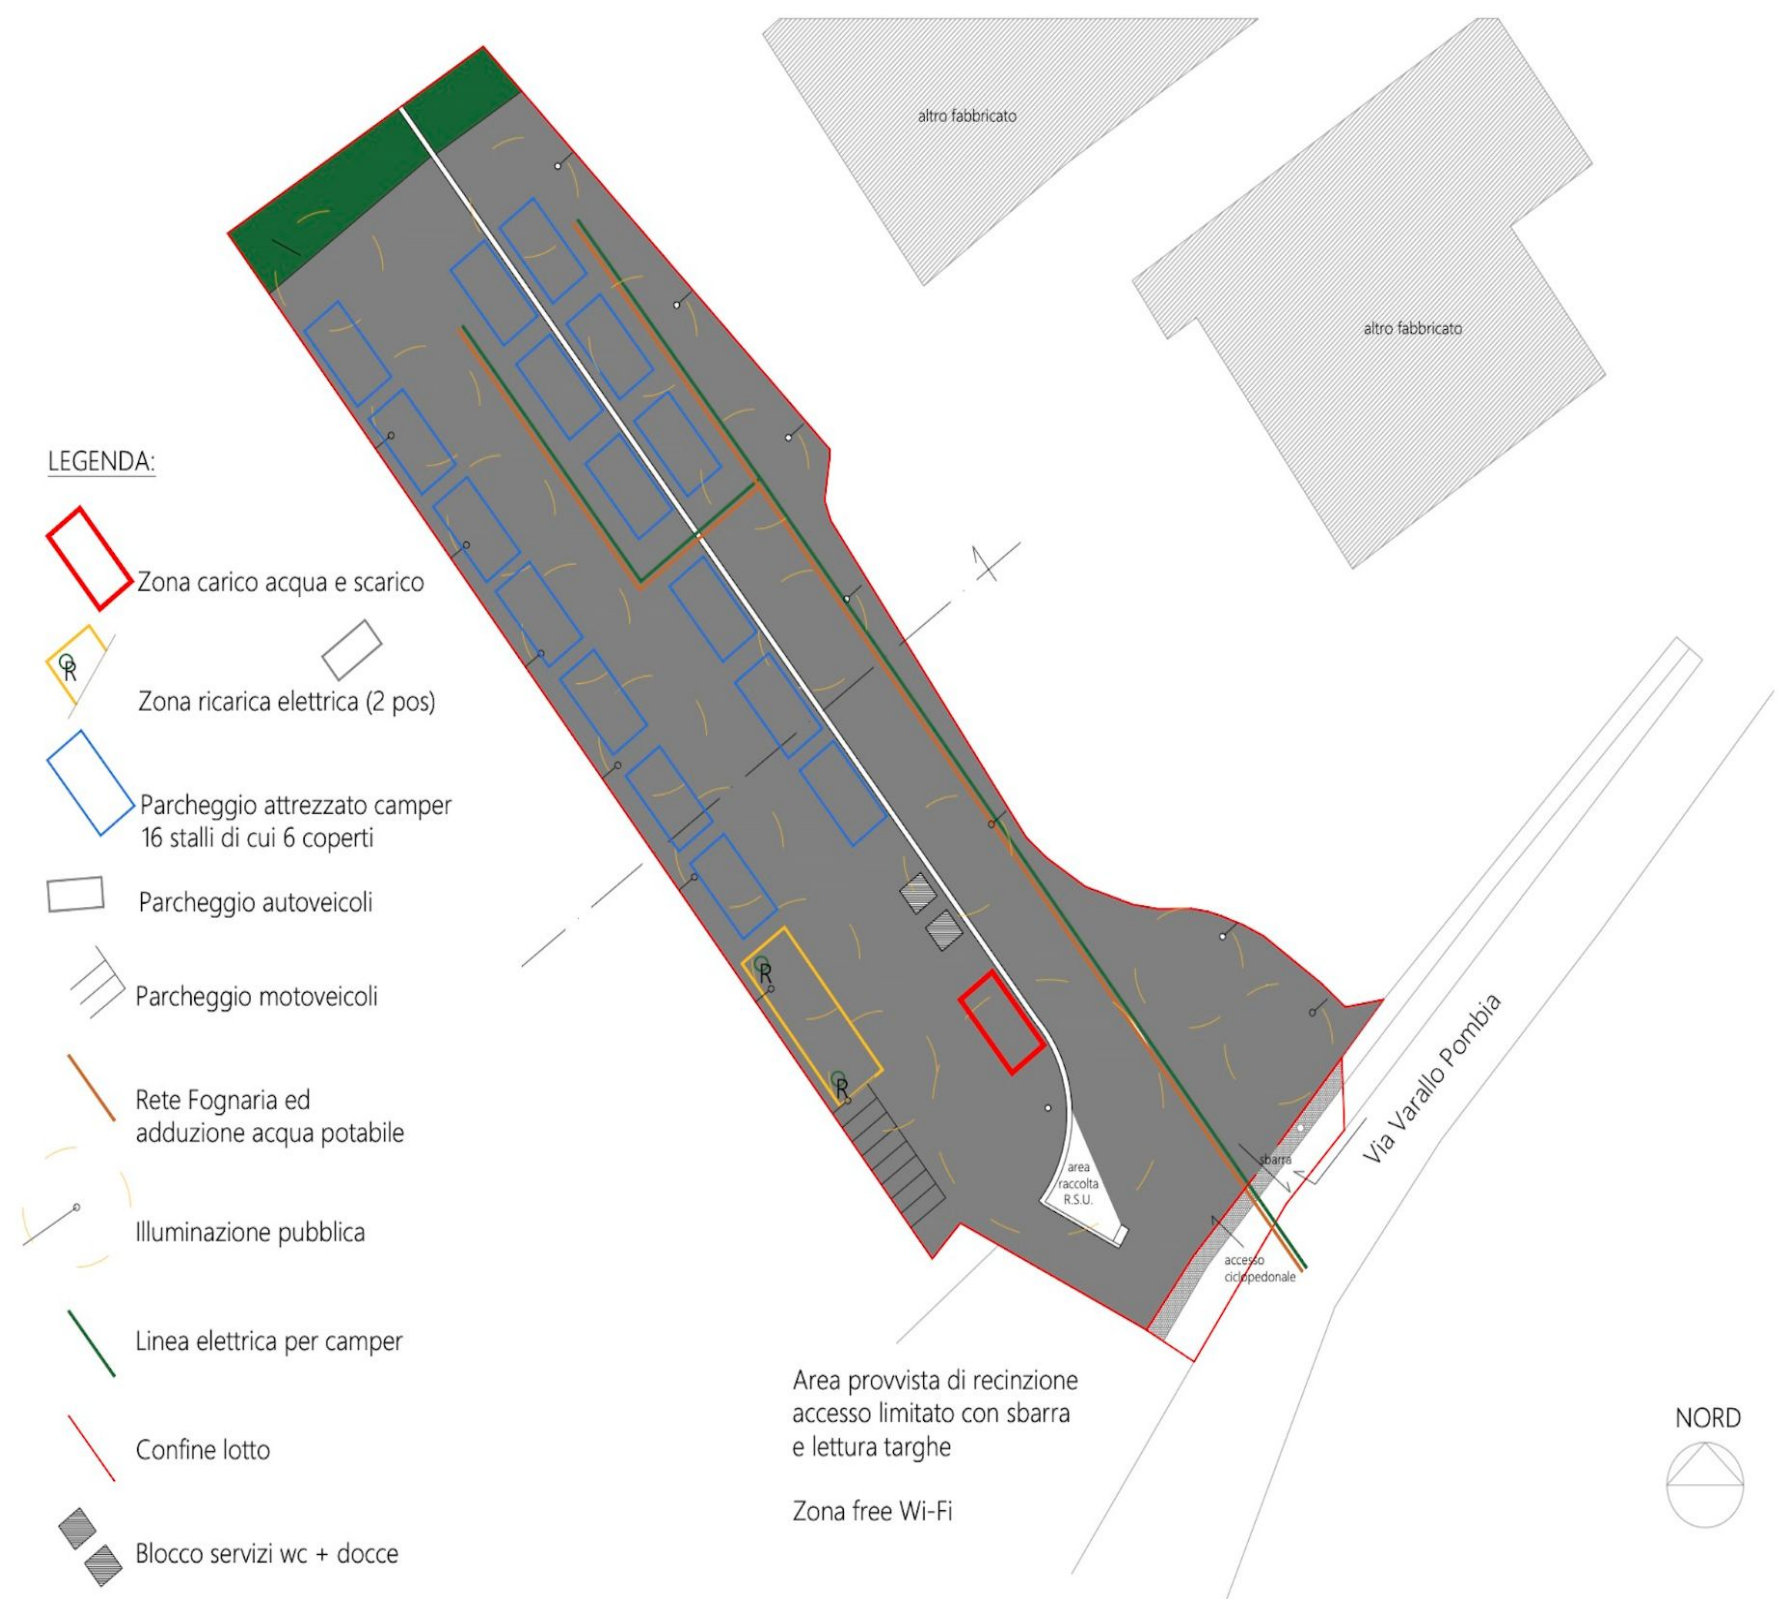 altro fabbricato
altro fabbricato
LEGENDA:
Zona carico acqua e scarico
R
Zona ricarica elettrica (2 pos)
Parcheggio attrezzato camper
16 stalli di cui 6 coperti
Parcheggio autoveicoli
Parcheggio motoveicoli
Rete Fognaria ed
adduzione acqua potabile
Illuminazione pubblica
Linea elettrica per camper
Confine lotto
Blocco servizi wc + docce
R
R
area
raccolta
R.S.U.
sbarra
accesso
ciclopedonale
Via Varallo Pombia
Area provvista di recinzione
accesso limitato con sbarra
e lettura targhe
Zona free Wi-Fi
NORD